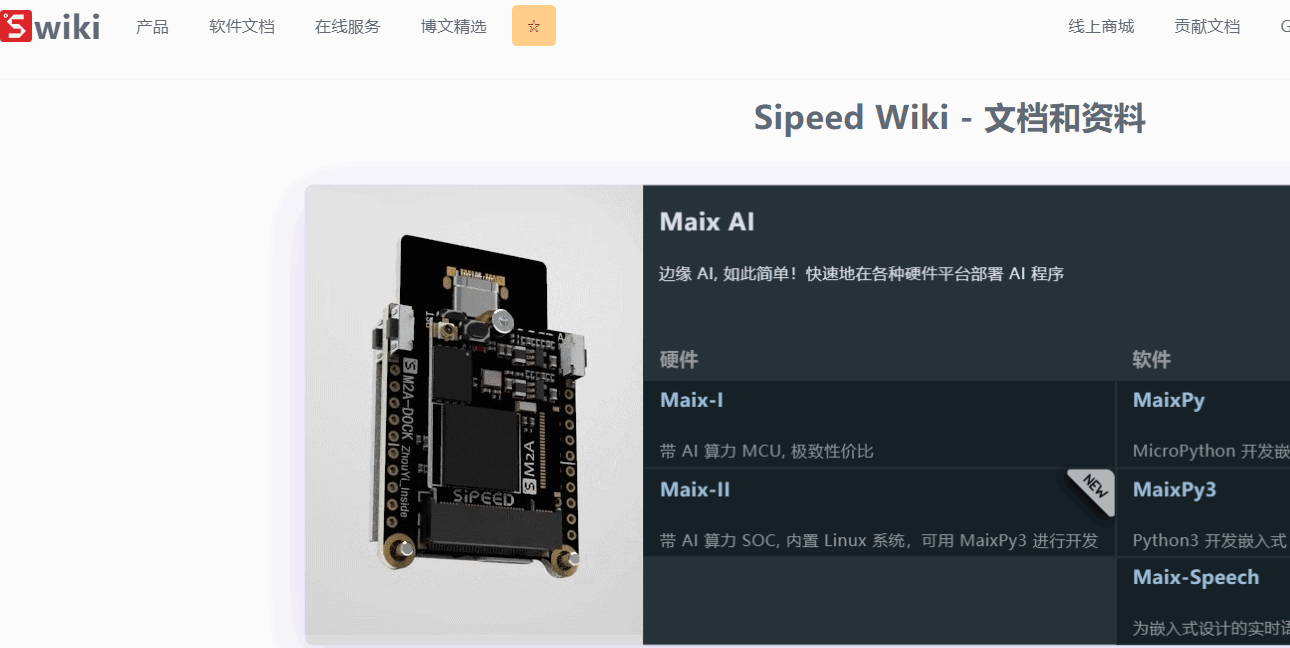 S wiki 产品 软件文档 在线服务 博文精选 ☆ 线上商城 贡献文档 G
Sipeed Wiki - 文档和资料
Maix AI
边缘 AI, 如此简单！快速地在各种硬件平台部署 AI 程序
硬件
软件
Maix-I
带 AI 算力 MCU, 极致性价比
MaixPy
MicroPython 开发嵌
Maix-II
带 AI 算力 SOC, 内置 Linux 系统，可用 MaixPy3 进行开发
NEW
MaixPy3
Python3 开发嵌入式
Maix-Speech
为嵌入式设计的实时语
S M2A-DOCK ZhouYi_Inside
S M2A
SiPEED